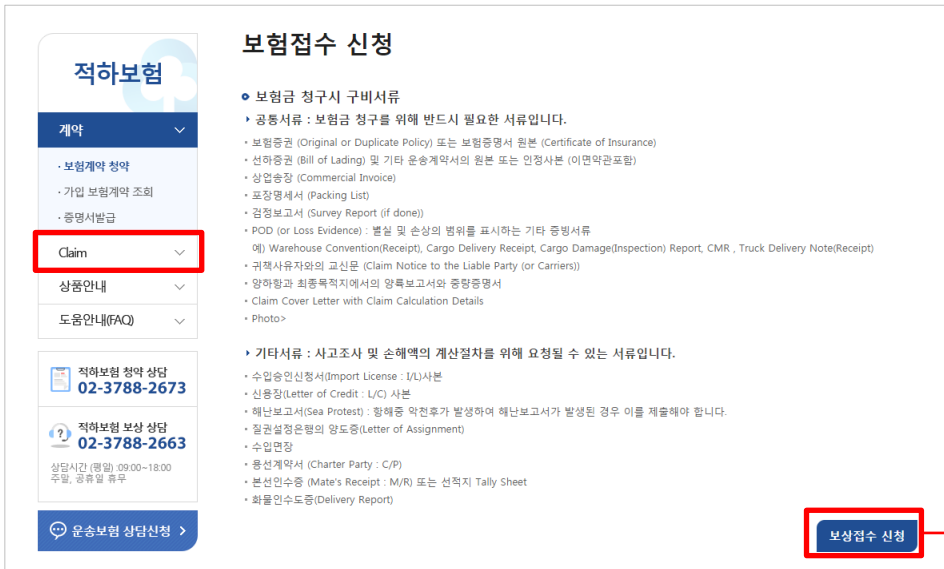 적하보험
계약
· 보험계약 청약
· 가입 보험계약 조회
· 증명서발급
Claim
상품안내
도움안내(FAQ)
적하보험 청약 상담
02-3788-2673
적하보험 보상 상담
02-3788-2663
상담시간 (평일) :09:00~18:00
주말, 공휴일 휴무
운송보험 상담신청 >
보험접수 신청
보험금 청구시 구비서류
공통서류 : 보험금 청구를 위해 반드시 필요한 서류입니다.
• 보험증권 (Original or Duplicate Policy) 또는 보험증명서 원본 (Certificate of Insurance)
• 선하증권 (Bill of Lading) 및 기타 운송계약서의 원본 또는 인정사본 (이면약관포함)
• 상업송장 (Commercial Invoice)
• 포장명세서 (Packing List)
• 검정보고서 (Survey Report (if done))
• POD (or Loss Evidence) : 별실 및 손상의 범위를 표시하는 기타 증빙서류
예) Warehouse Convention(Receipt), Cargo Delivery Receipt, Cargo Damage(Inspection) Report, CMR , Truck Delivery Note(Receipt)
• 귀책사유자와의 교신문 (Claim Notice to the Liable Party (or Carriers))
• 양하항과 최종목적지에서의 양륙보고서와 중량증명서
• Claim Cover Letter with Claim Calculation Details
• Photo>
기타서류 : 사고조사 및 손해액의 계산절차를 위해 요청될 수 있는 서류입니다.
• 수입승인신청서(Import License : I/L)사본
• 신용장(Letter of Credit : L/C) 사본
• 해난보고서(Sea Protest) : 항해중 악천후가 발생하여 해난보고서가 발생된 경우 이를 제출해야 합니다.
• 질권설정은행의 양도증(Letter of Assignment)
• 수입면장
• 용선계약서 (Charter Party : C/P)
• 본선인수증 (Mate's Receipt : M/R) 또는 선적지 Tally Sheet
• 화물인수도증(Delivery Report)
보상접수 신청